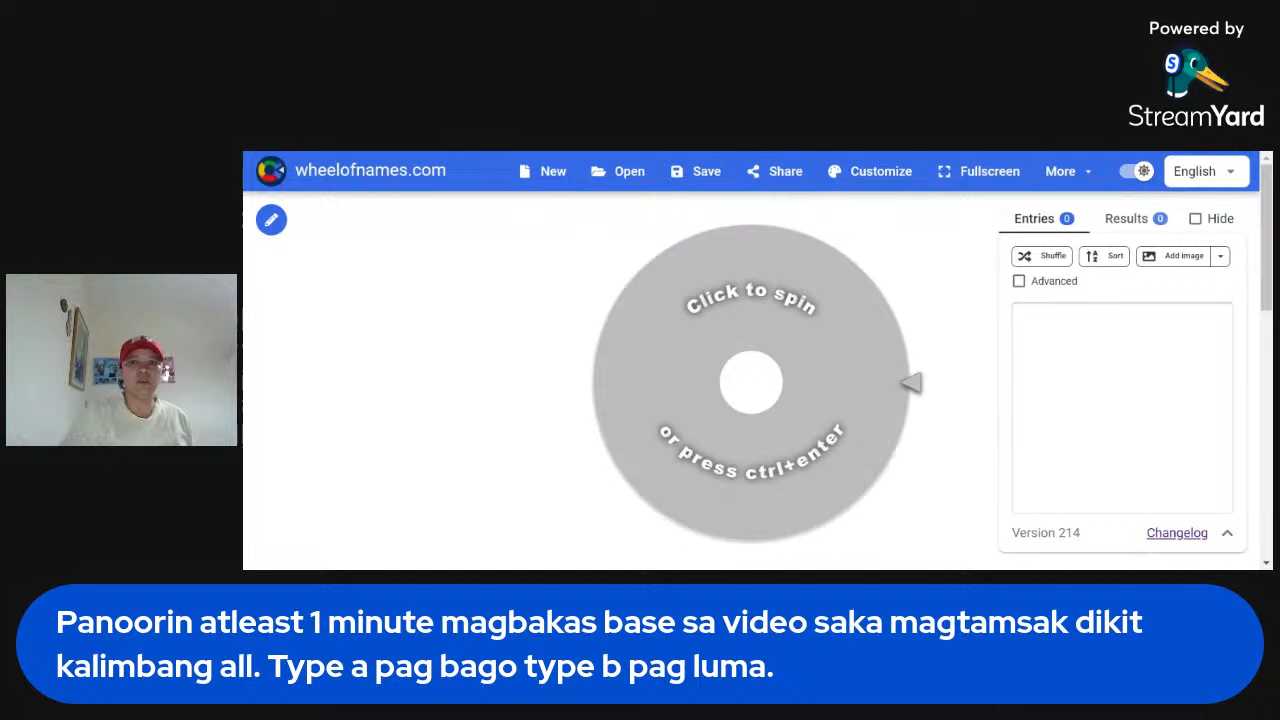 Powered by
StreamYard
wheelofnames.com
New
Open
Save
Share
Customize
Fullscreen
More
English
Entries 0
Results 0
Hide
Shuffle
Sort
Add image
Advanced
Click to spin
or press ctrl+enter
Version 214
Changelog
Panoorin atleast 1 minute magbakas base sa video saka magtamsak dikit
kalimbang all. Type a pag bago type b pag luma.